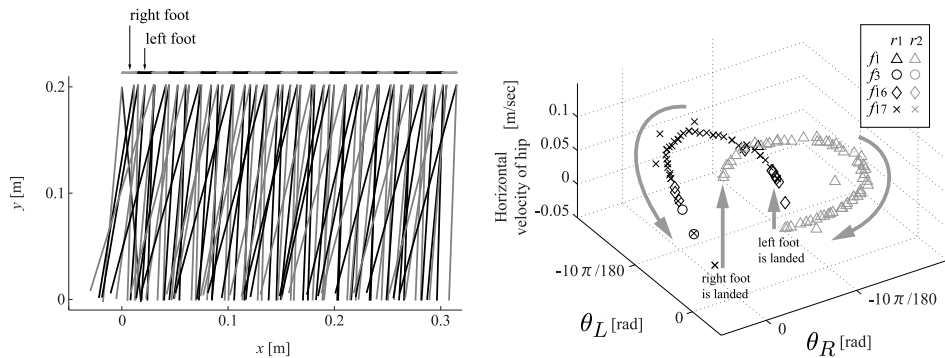 right foot
left foot
0.2
0.1
0
y [m]
0
0.1
0.2
0.3
x [m]
Horizontal
velocity of hip
[m/sec]
0.1
0.05
0
-0.05
-10 π/180
0
θL [rad]
0
-10 π/180
θR [rad]
right foot
is landed
left foot
is landed
r1 r2
f1
f3
f16
f17